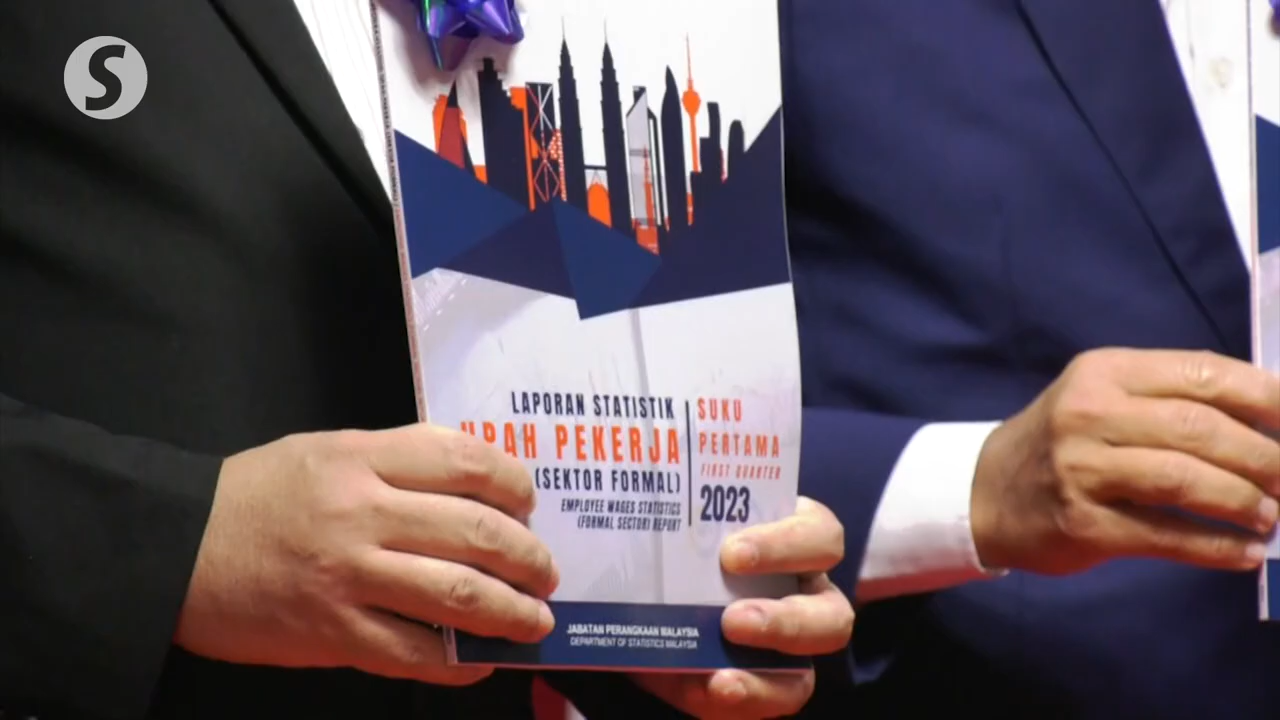 S
LAPORAN STATISTIK
UPAH PEKERJA
(SEKTOR FORMAL)
EMPLOYEE WAGES STATISTICS
(FORMAL SECTOR) REPORT
SUKU
PERTAMA
FIRST QUARTER
2023
JABATAN PERANGKAAN MALAYSIA
DEPARTMENT OF STATISTICS MALAYSIA